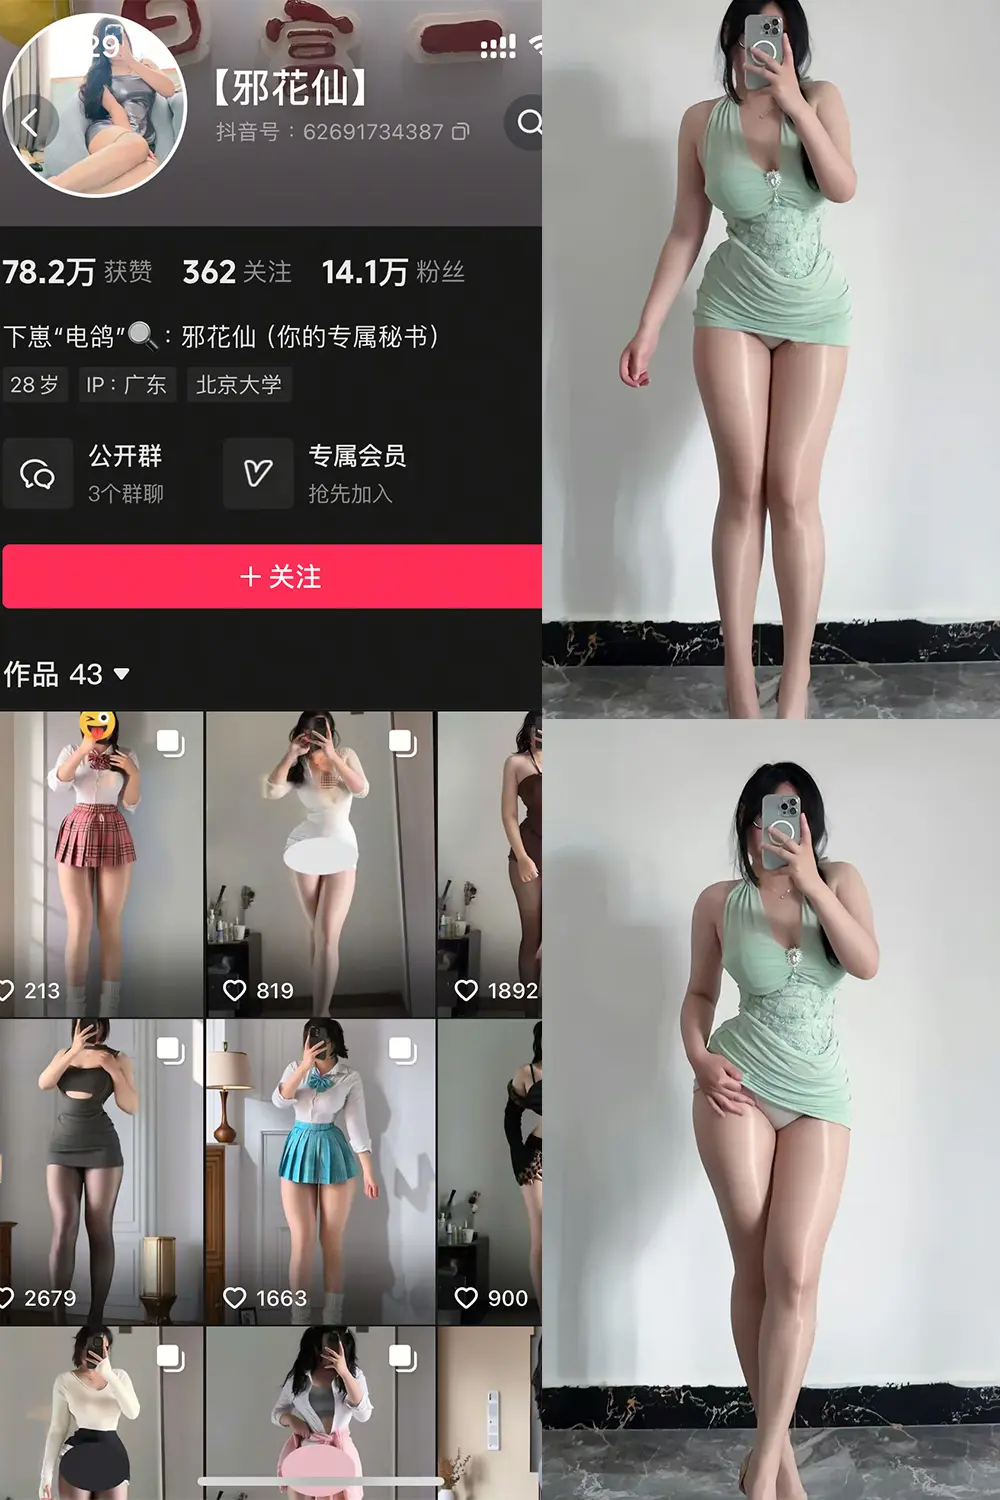 29
【邪花仙】
抖音号：62691734387
78.2万 获赞 362 关注 14.1万 粉丝
下崽“电鸽”🔍：邪花仙（你的专属秘书）
28岁 IP：广东 北京大学
公开群 专属会员
3个群聊 抢先加入
+ 关注
作品 43
213 819 1892
2679 1663 900